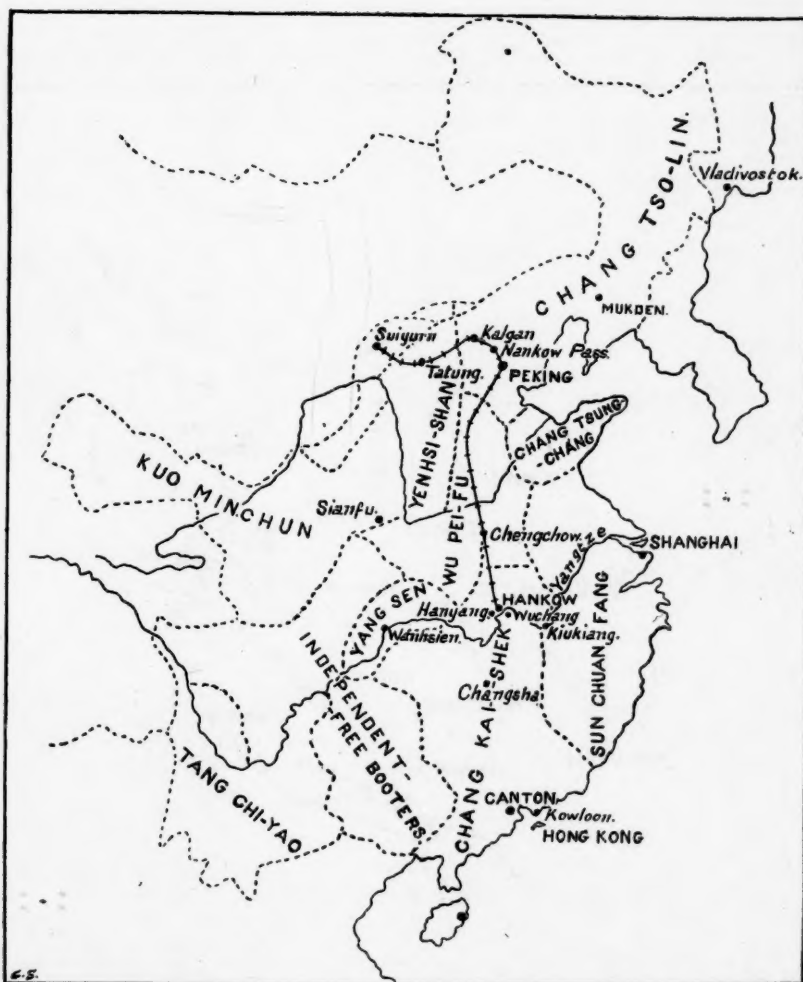 CHANG TSO-LIN.
Vladivostok.
MUKDEN.
Suiyurn
Kalgan
Nankow Pass.
Tatung.
PEKING
CHANG TSUNG-
-CHANG
YENHSI-SHAN
WU PEI-FU
KUO MINCHUN
Sianfu.
Chengchow.
Yangsze
SHANGHAI
YANG SEN
Hanyang.
HANKOW
Wuchang
Kiukiang.
Wanhsien.
INDEPENDENT-
FREE BOOTERS
CHANG KAI-SHEK
Changsha
SUN CHUAN FANG
TANG CHI-YAO
CANTON
Kowloon.
HONG KONG